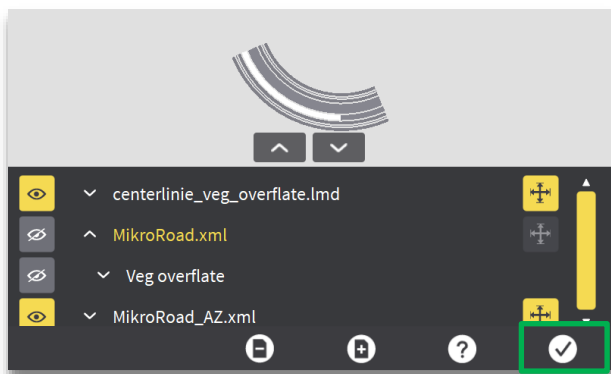 centerlinie_veg_overflate.lmd
MikroRoad.xml
Veg overflate
MikroRoad_AZ.xml
?